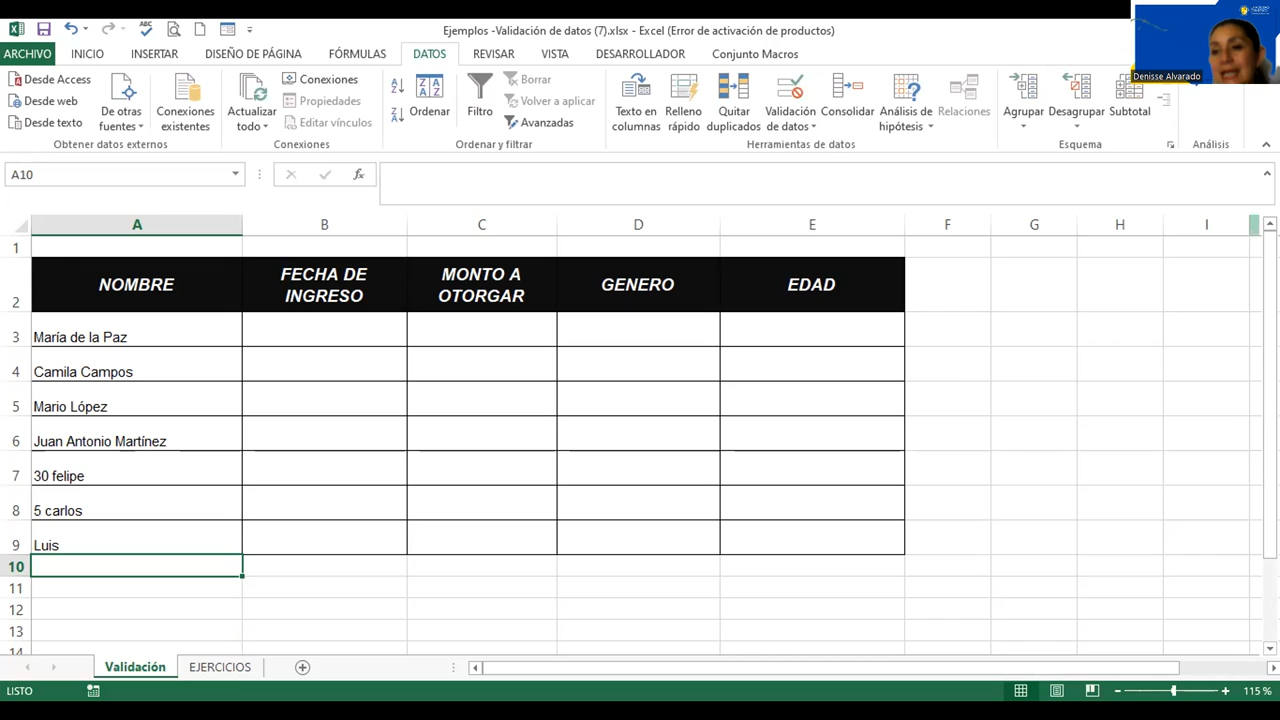 Ejemplos -Validación de datos (7).xlsx - Excel (Error de activación de productos)
ARCHIVO INICIO INSERTAR DISEÑO DE PÁGINA FÓRMULAS DATOS REVISAR VISTA DESARROLLADOR Conjunto Macros
Denisse Alvarado
Desde Access
Desde web
Desde texto
De otras
fuentes
Conexiones
existentes
Obtener datos externos
Actualizar
todo
Conexiones
Propiedades
Editar vínculos
Conexiones
Ordenar
Filtro
Borrar
Volver a aplicar
Avanzadas
Ordenar y filtrar
Texto en
columnas
Relleno
rápido
Quitar
duplicados
Validación
de datos
Consolidar
Análisis de
hipótesis
Relaciones
Herramientas de datos
Agrupar
Desagrupar
Subtotal
Esquema
Análisis
A10
fx
A B C D E F G H I
1
2 NOMBRE FECHA DE INGRESO MONTO A OTORGAR GENERO EDAD
3 María de la Paz
4 Camila Campos
5 Mario López
6 Juan Antonio Martínez
7 30 felipe
8 5 carlos
9 Luis
10
11
12
13
14
Validación EJERCICIOS
LISTO
115 %